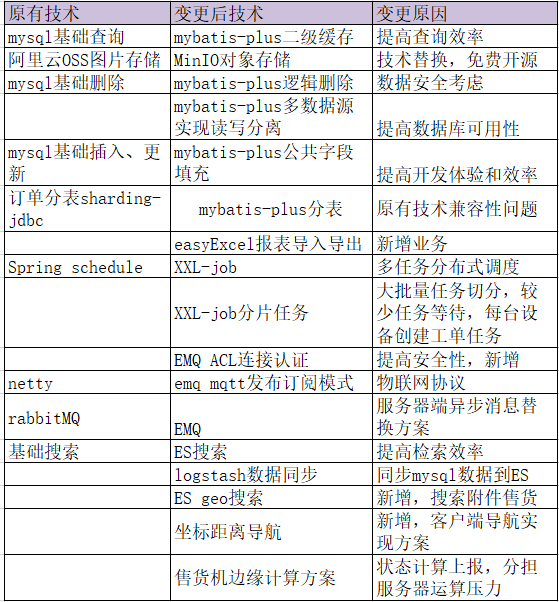 原有技术 变更后技术 变更原因
mysql基础查询 mybatis-plus二级缓存 提高查询效率
阿里云OSS图片存储 MinIO对象存储 技术替换，免费开源
mysql基础删除 mybatis-plus逻辑删除 数据安全考虑
mybatis-plus多数据源
实现读写分离 提高数据库可用性
mysql基础插入、更
新
mybatis-plus公共字段
填充
提高开发体验和效率
订单分表sharding-
jdbc
mybatis-plus分表 原有技术兼容性问题
easyExcel报表导入导出 新增业务
Spring schedule XXL-job 多任务分布式调度
XXL-job分片任务
大批量任务切分，较
少任务等待，每台设
备创建工单任务
EMQ ACL连接认证 提高安全性，新增
netty emq mqtt发布订阅模式 物联网协议
rabbitMQ EMQ
服务器端异步消息替
换方案
基础搜索 ES搜索 提高检索效率
logstash数据同步 同步mysql数据到ES
ES geo搜索 新增，搜索附件售货
坐标距离导航
新增，客户端导航实
现方案
售货机边缘计算方案
状态计算上报，分担
服务器运算压力